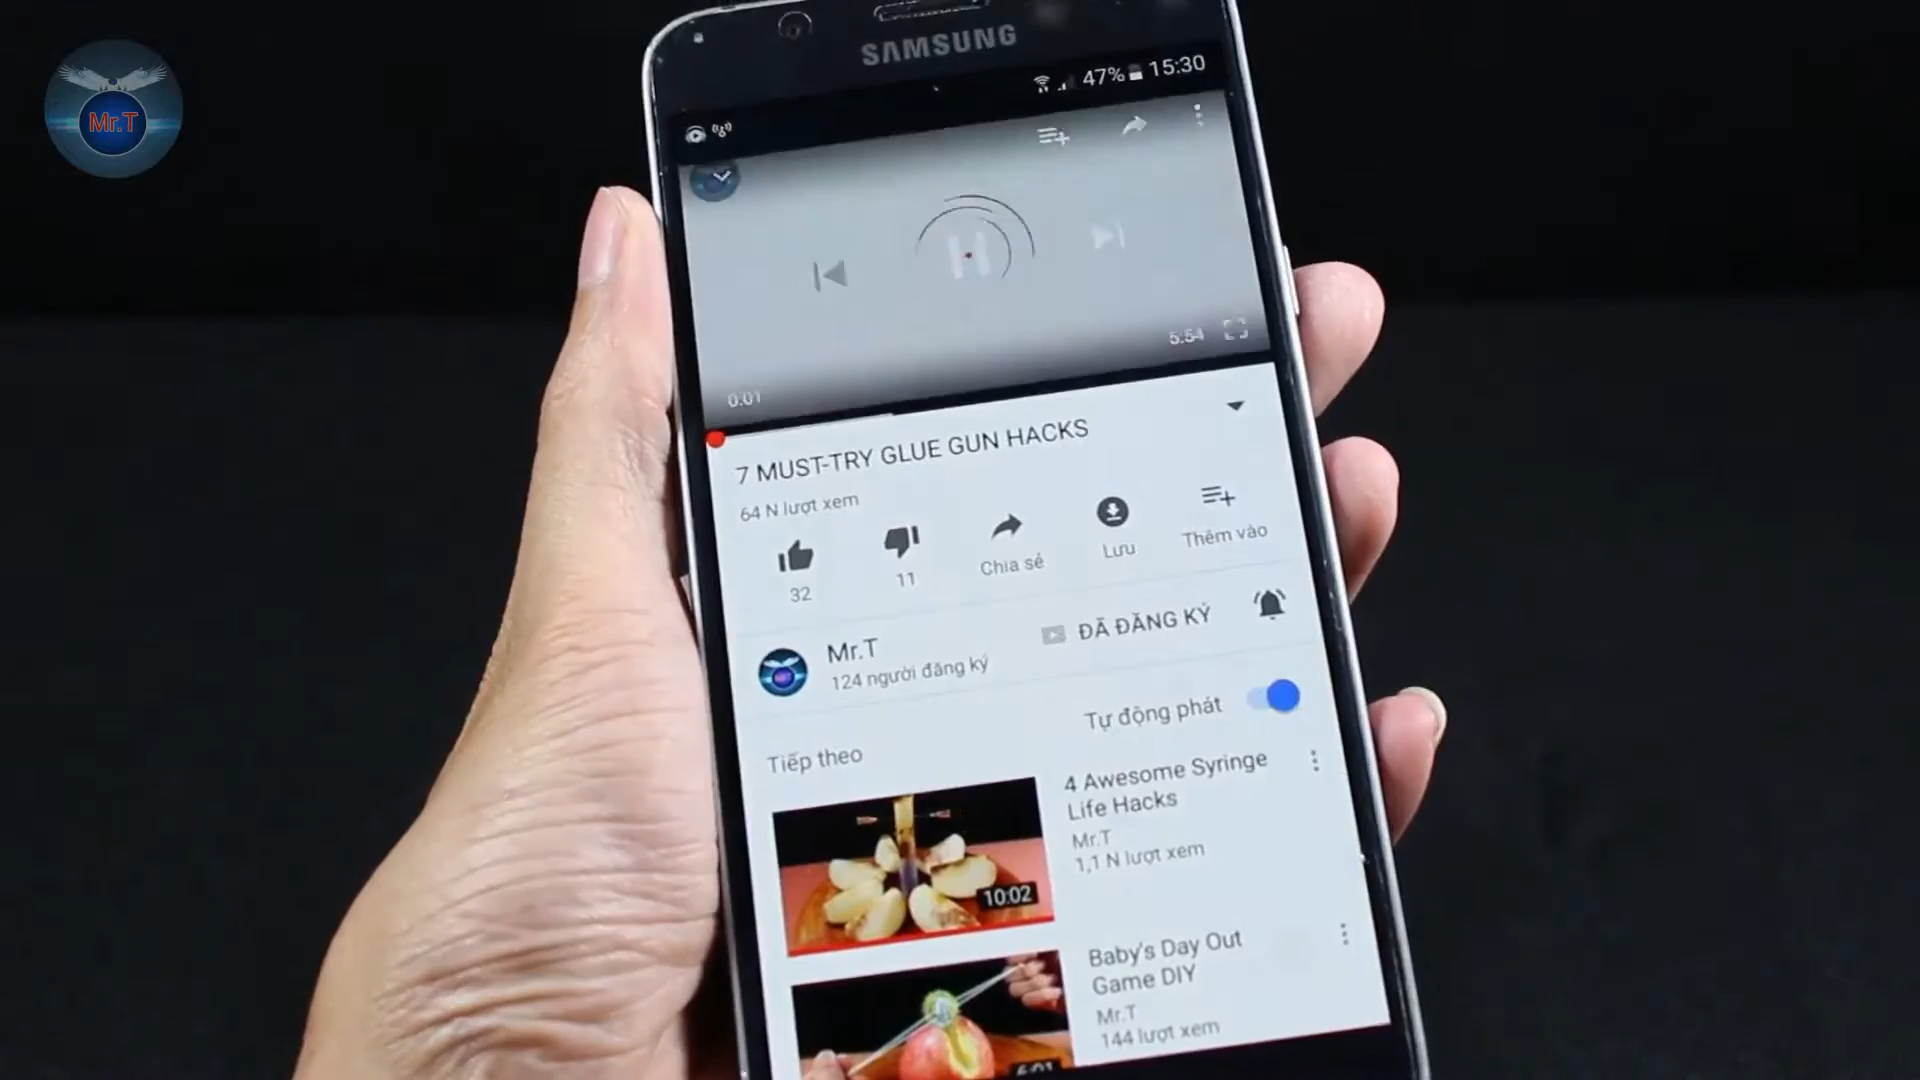 Mr.T
SAMSUNG
47% 15:30
5:54
0:01
7 MUST-TRY GLUE GUN HACKS
64 N lượt xem
32
11
Chia sẻ
Lưu
Thêm vào
Mr.T
124 người đăng ký
ĐÃ ĐĂNG KÝ
Tự động phát
Tiếp theo
10:02
4 Awesome Syringe
Life Hacks
Mr.T
1,1 N lượt xem
6:01
Baby's Day Out
Game DIY
Mr.T
144 lượt xem